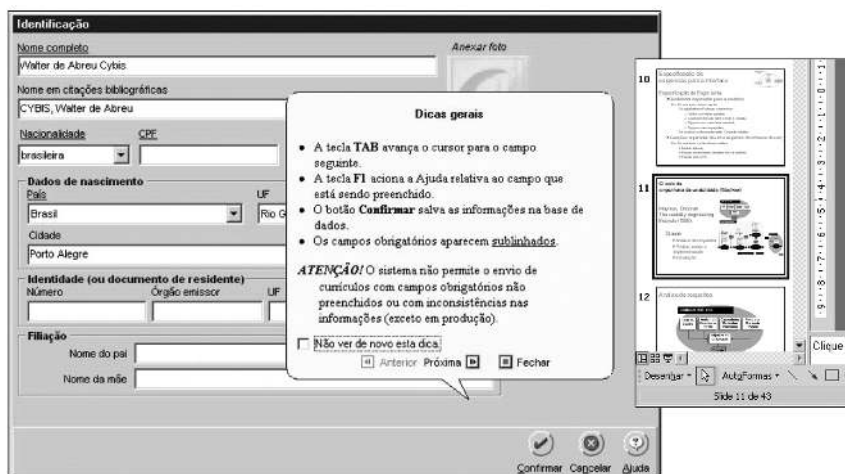 Identificação
Nome completo
Anexar foto
Walter de Abreu Cybis
Nome em citações bibliográficas
CYBIS, Walter de Abreu
Nacionalidade
CPF
brasileira
Dados de nascimento
País
UF
Brasil
Rio G
Cidade
Porto Alegre
Identidade (ou documento de residente)
Número
Órgão emissor
UF
Filiação
Nome do pai
Nome da mãe
Confirmar
Cancelar
Ajuda
Dicas gerais
• A tecla TAB avança o cursor para o campo
seguinte.
• A tecla F1 aciona a Ajuda relativa ao campo que
está sendo preenchido.
• O botão Confirmar salva as informações na base de
dados.
• Os campos obrigatórios aparecem sublinhados.
ATENÇÃO! O sistema não permite o envio de
currículos com campos obrigatórios não
preenchidos ou com inconsistências nas
informações (exceto em produção).
Não ver de novo esta dica.
Anterior
Próxima
Fechar
10
11
12
Clique
Desenhar
AutoFormas
Slide 11 de 43